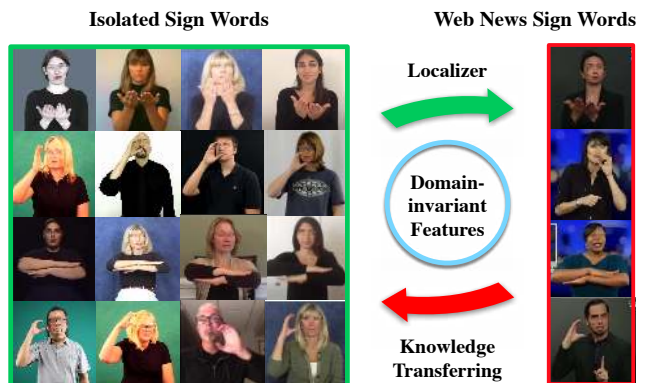 Isolated Sign Words
Web News Sign Words
Localizer
Domain-
invariant
Features
Knowledge
Transferring